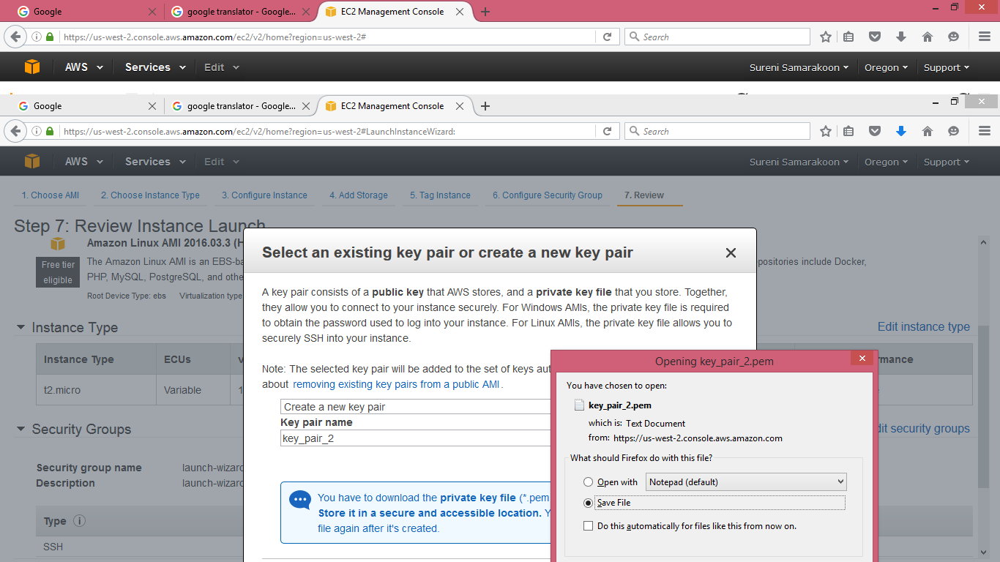 Google
google translator - Google...
EC2 Management Console
https://us-west-2.console.aws.amazon.com/ec2/v2/home?region=us-west-2#
Search
AWS Services Edit Sureni Samarakoon Oregon Support
Google
google translator - Google...
EC2 Management Console
https://us-west-2.console.aws.amazon.com/ec2/v2/home?region=us-west-2#LaunchInstanceWizard:
Search
AWS Services Edit Sureni Samarakoon Oregon Support
1. Choose AMI 2. Choose Instance Type 3. Configure Instance 4. Add Storage 5. Tag Instance 6. Configure Security Group 7. Review
Step 7: Review Instance Launch
Amazon Linux AMI 2016.03.3 (H
Free tier
eligible
The Amazon Linux AMI is an EBS-ba
positories include Docker,
PHP, MySQL, PostgreSQL, and othe
Root Device Type: ebs Virtualization type
Instance Type
Edit instance type
Instance Type ECUs v
rmance
t2.micro Variable 1
Security Groups
dit security groups
Security group name launch-wizard
Description launch-wizard
Type
SSH
Select an existing key pair or create a new key pair
A key pair consists of a public key that AWS stores, and a private key file that you store. Together,
they allow you to connect to your instance securely. For Windows AMIs, the private key file is required
to obtain the password used to log into your instance. For Linux AMIs, the private key file allows you to
securely SSH into your instance.
Note: The selected key pair will be added to the set of keys aut
about removing existing key pairs from a public AMI.
Create a new key pair
Key pair name
key_pair_2
You have to download the private key file (*.pem
Store it in a secure and accessible location. Y
file again after it's created.
Opening key_pair_2.pem
You have chosen to open:
key_pair_2.pem
which is: Text Document
from: https://us-west-2.console.aws.amazon.com
What should Firefox do with this file?
Open with Notepad (default)
Save File
Do this automatically for files like this from now on.